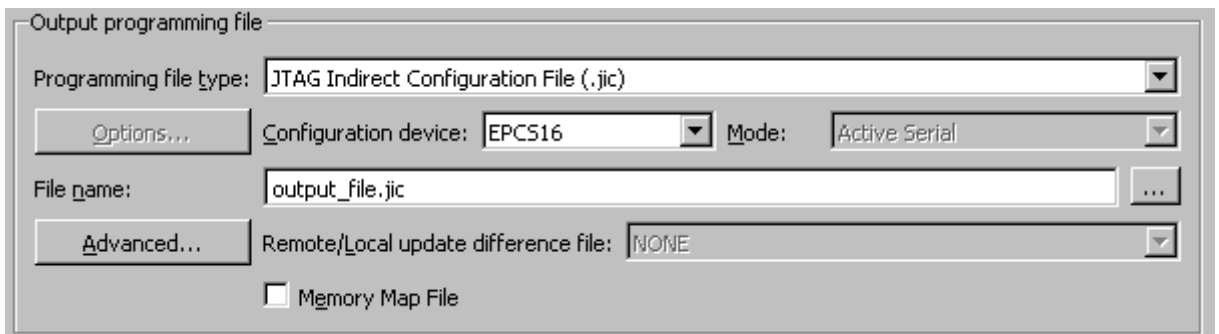 Output programming file
Programming file type: JTAG Indirect Configuration File (.jic)
Options... Configuration device: EPCS16 Mode: Active Serial
File name: output_file.jic ...
Advanced... Remote/Local update difference file: NONE
Memory Map File